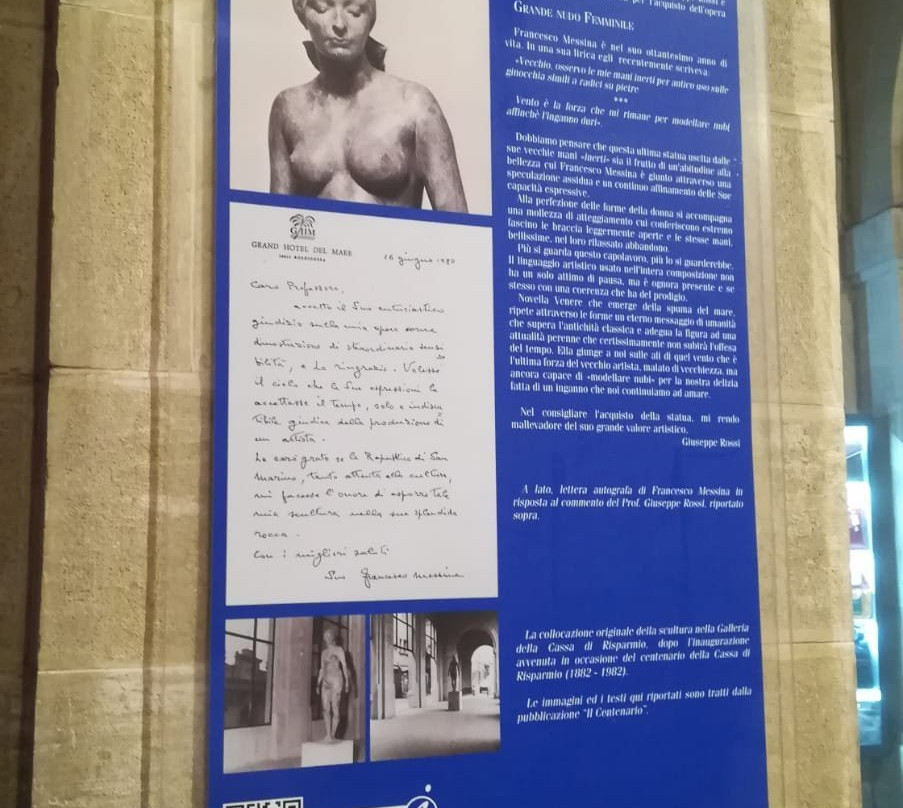 per l'acquisto dell'opera
GRANDE NUDO FEMMINILE
Francesco Messina è nel suo ottantesimo anno di
vita. In una sua lirica egli recentemente scriveva:
«Vecchio, osservo le mie mani inerti per antico uso sulle
ginocchia simili a radici su pietre
***
Vento è la forza che mi rimane per modellare nubi
affinché l'inganno duri».
Dobbiamo pensare che questa ultima statua uscita dalle
sue vecchie mani «inerti» sia il frutto di un'abitudine alla
bellezza cui Francesco Messina è giunto attraverso una
speculazione assidua e un continuo affinamento delle Sue
capacità espressive.
Alla perfezione delle forme della donna si accompagna
una mollezza di atteggiamento cui conferiscono estremo
fascino le braccia leggermente aperte e le stesse mani,
bellissime, nel loro rilassato abbandono.
Più si guarda questo capolavoro, più lo si guarderebbe.
Il linguaggio artistico usato nell'intera composizione non
ha un solo attimo di pausa, ma è ognora presente e se
stesso con una coerenza che ha del prodigio.
Novella Venere che emerge della spuma del mare,
ripete attraverso le forme un eterno messaggio di umanità
che supera l'antichità classica e adegua la figura ad una
attualità perenne che certissimamente non subirà l'offesa
del tempo. Ella giunge a noi sulle ali di quel vento che è
l'ultima forza del vecchio artista, malato di vecchiezza, ma
ancora capace di «modellare nubi» per la nostra delizia
fatta di un inganno che noi continuiamo ad amare.
Nel consigliare l'acquisto della statua, mi rendo
mallevadore del suo grande valore artistico.
Giuseppe Rossi
GHM
GRAND HOTEL DEL MARE
16 giugno 1980
Caro Professore,
accetto il Suo entusiastico
giudizio sulla mia opera come
dimostrazione di straordinaria sensi
bilità, e La ringrazio. Volesse
il cielo che le Sue espressioni le
accettasse il tempo, solo e indiscu
tibile giudice della produzione di
un artista.
Le sarò grato se la Repubblica di San
Marino, tanto attenta alla cultura,
mi facesse l'onore di esporre tale
mia scultura nella sua splendida
rocca.
Con i migliori saluti
Suo Francesco Messina
A lato, lettera autografa di Francesco Messina in
risposta al commento del Prof. Giuseppe Rossi, riportato
sopra.
La collocazione originale della scultura nella Galleria
della Cassa di Risparmio, dopo l'inaugurazione
avvenuta in occasione del centenario della Cassa di
Risparmio (1882 - 1982).
Le immagini ed i testi qui riportati sono tratti dalla
pubblicazione "Il Centenario".